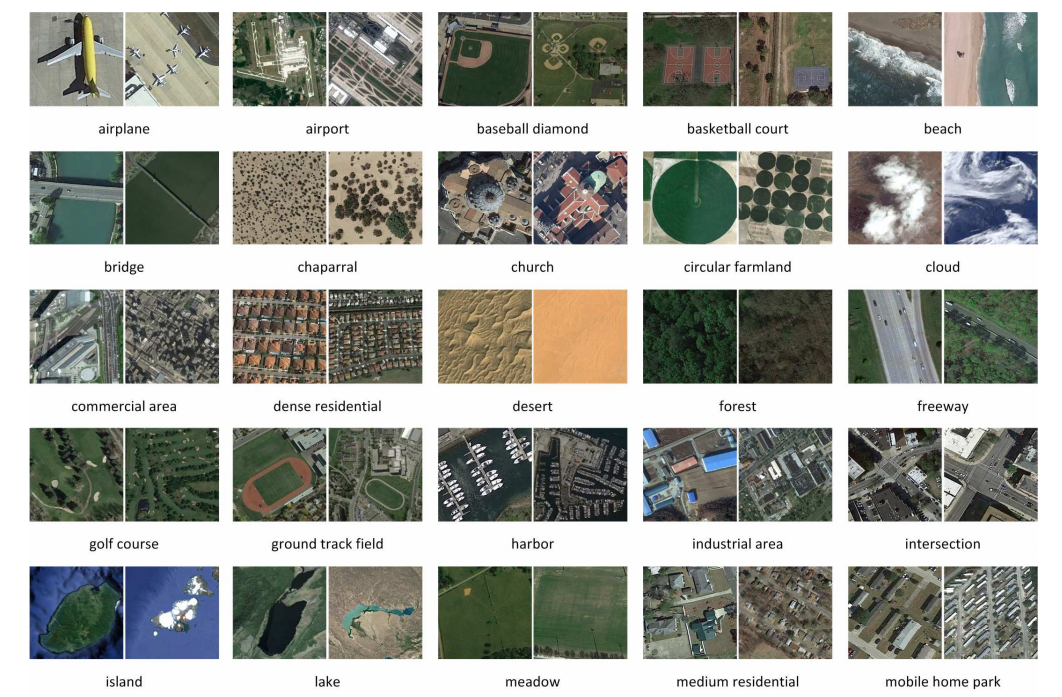 airplane
airport
baseball diamond
basketball court
beach
bridge
chaparral
church
circular farmland
cloud
commercial area
dense residential
desert
forest
freeway
golf course
ground track field
harbor
industrial area
intersection
island
lake
meadow
medium residential
mobile home park